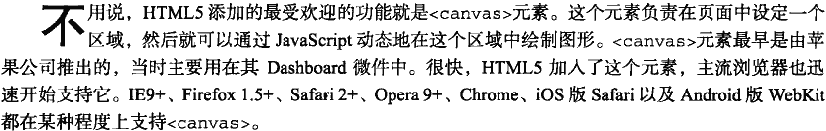 不用说，HTML5添加的最受欢迎的功能就是<canvas>元素。这个元素负责在页面中设定一个
区域，然后就可以通过 JavaScript 动态地在这个区域中绘制图形。<canvas>元素最早是由苹
果公司推出的，当时主要用在其 Dashboard 微件中。很快，HTML5 加入了这个元素，主流浏览器也迅
速开始支持它。IE9+、Firefox 1.5+、Safari 2+、Opera 9+、Chrome、iOS 版 Safari 以及 Android 版 WebKit
都在某种程度上支持<canvas>。